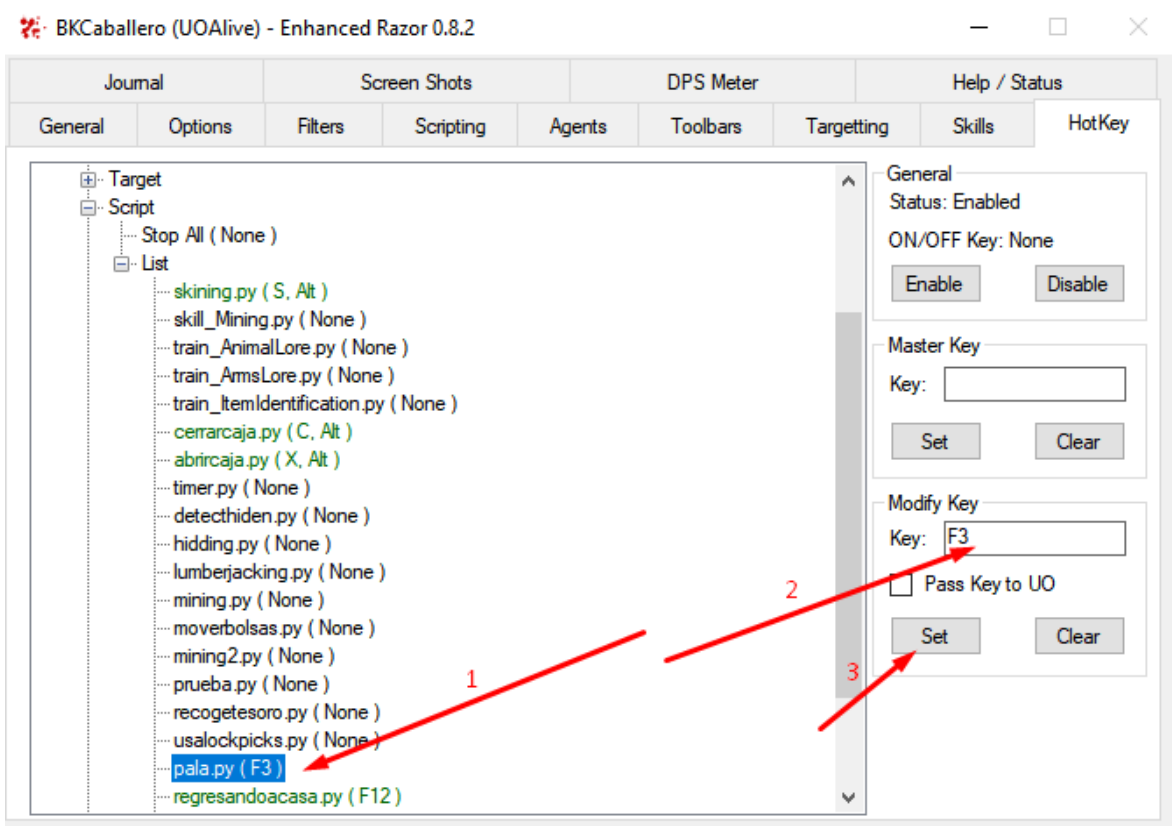 BKCaballero (UOAlive) - Enhanced Razor 0.8.2
Journal
Screen Shots
DPS Meter
Help / Status
General
Options
Filters
Scripting
Agents
Toolbars
Targetting
Skills
HotKey
Target
Script
Stop All ( None )
List
skining.py ( S, Alt )
skill_Mining.py ( None )
train_AnimalLore.py ( None )
train_ArmsLore.py ( None )
train_ItemIdentification.py ( None )
cerrarcaja.py ( C, Alt )
abrircaja.py ( X, Alt )
timer.py ( None )
detecthiden.py ( None )
hidding.py ( None )
lumberjacking.py ( None )
mining.py ( None )
moverbolsas.py ( None )
mining2.py ( None )
prueba.py ( None )
recogetesoro.py ( None )
usalockpicks.py ( None )
pala.py ( F3 )
regresandoacasa.py ( F12 )
1
General
Status: Enabled
ON/OFF Key: None
Enable
Disable
Master Key
Key:
Set
Clear
Modify Key
Key: F3
2
Pass Key to UO
Set
Clear
3